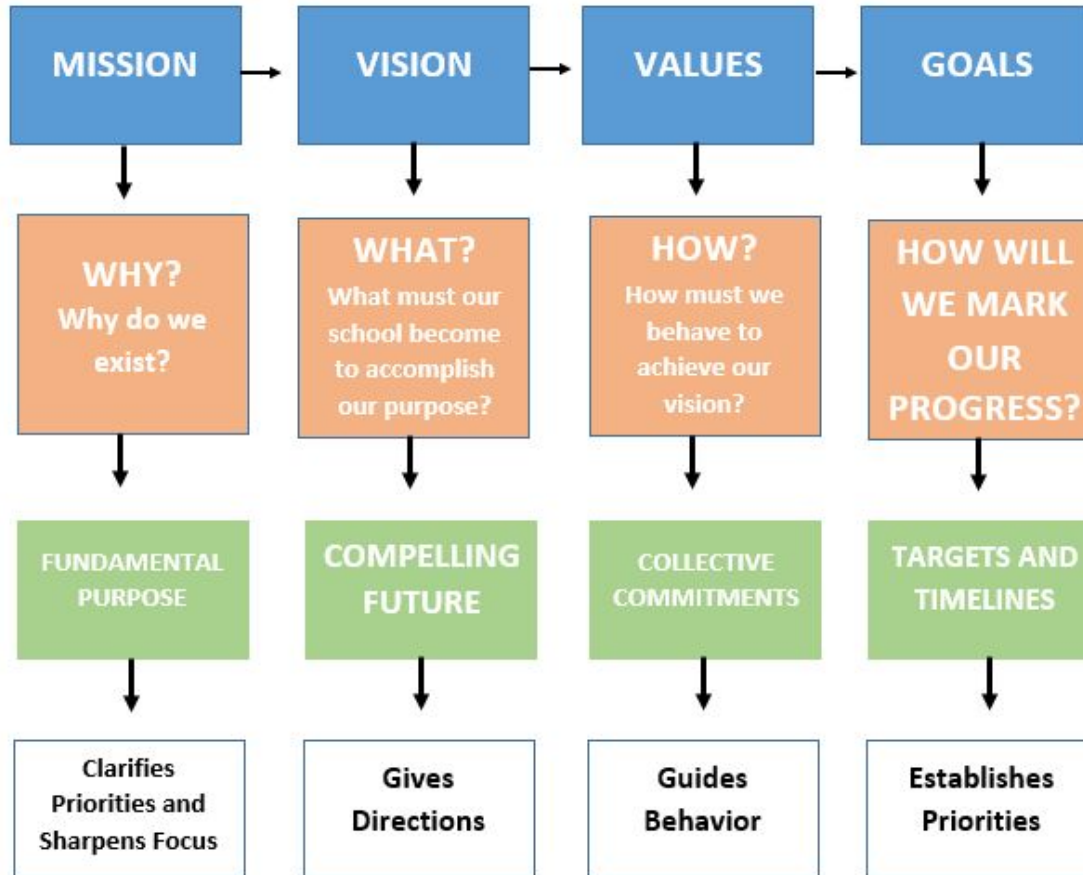 MISSION
VISION
VALUES
GOALS
WHY?
Why do we
exist?
WHAT?
What must our
school become
to accomplish
our purpose?
HOW?
How must we
behave to
achieve our
vision?
HOW WILL
WE MARK
OUR
PROGRESS?
FUNDAMENTAL
PURPOSE
COMPELLING
FUTURE
COLLECTIVE
COMMITMENTS
TARGETS AND
TIMELINES
Clarifies
Priorities and
Sharpens Focus
Gives
Directions
Guides
Behavior
Establishes
Priorities